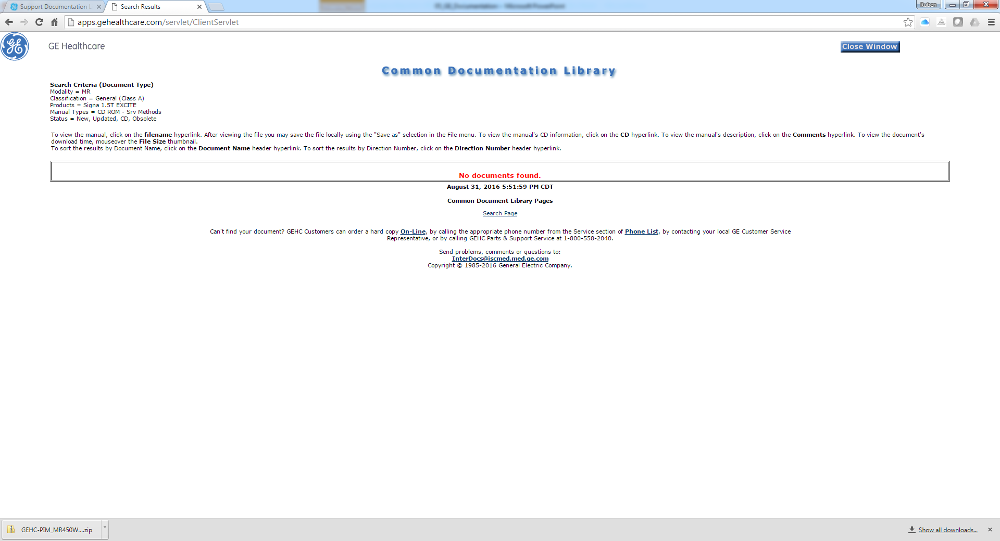 Support Documentation L
Search Results
Ruben
apps.gehealthcare.com/servlet/ClientServlet
GE Healthcare
Close Window
Common Documentation Library
Search Criteria (Document Type)
Modality = MR
Classification = General (Class A)
Products = Signa 1.5T EXCITE
Manual Types = CD ROM - Srv Methods
Status = New, Updated, CD, Obsolete
To view the manual, click on the filename hyperlink. After viewing the file you may save the file locally using the "Save as" selection in the File menu. To view the manual's CD information, click on the CD hyperlink. To view the manual's description, click on the Comments hyperlink. To view the document's
download time, mouseover the File Size thumbnail.
To sort the results by Document Name, click on the Document Name header hyperlink. To sort the results by Direction Number, click on the Direction Number header hyperlink.
No documents found.
August 31, 2016 5:51:59 PM CDT
Common Document Library Pages
Search Page
Can't find your document? GEHC Customers can order a hard copy On-Line, by calling the appropriate phone number from the Service section of Phone List, by contacting your local GE Customer Service
Representative, or by calling GEHC Parts & Support Service at 1-800-558-2040.
Send problems, comments or questions to:
InterDocs@iscmed.med.ge.com
Copyright © 1985-2016 General Electric Company.
GEHC-PIM_MR450W....zip
Show all downloads...